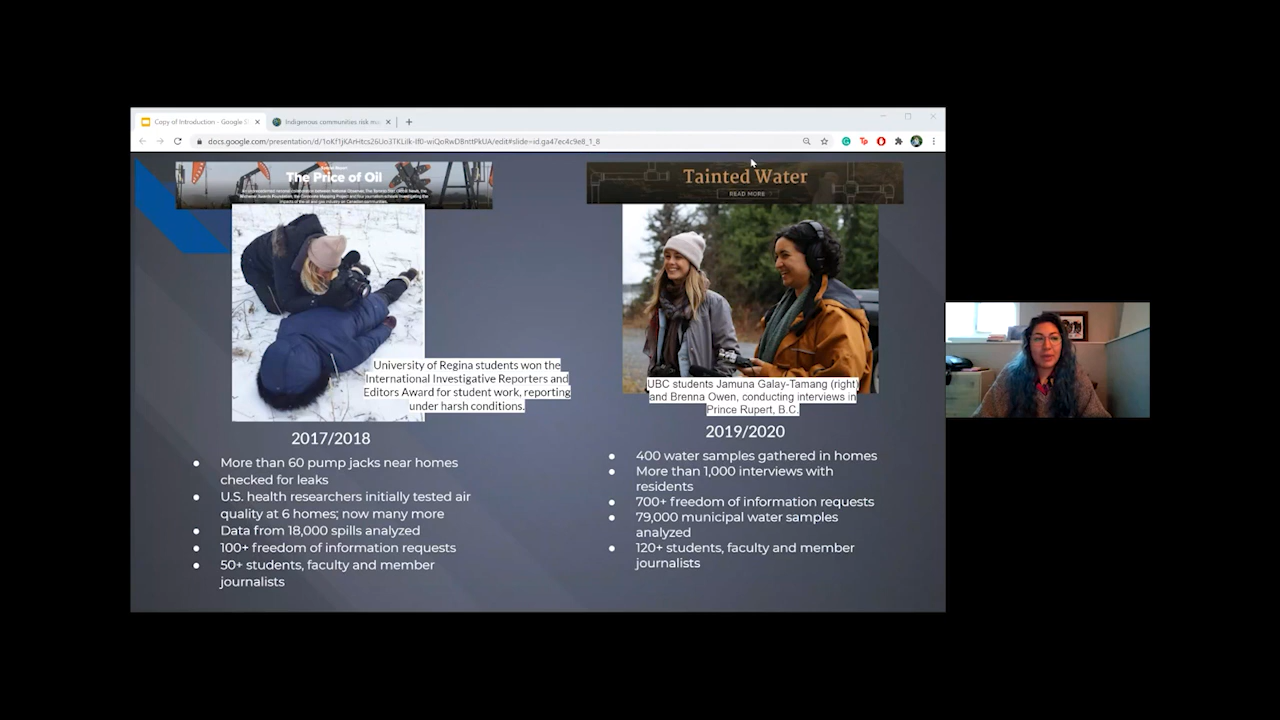 Copy of Introduction - Google Sl
Indigenous communities risk mu
docs.google.com/presentation/d/1oKf1jKArHtcs26Uo3TKLilk-lf0-wiQoRwDBnttPkUA/edit#slide=id.ga47ec4c9e8_1_8
The Price of Oil
Tainted Water
READ MORE
University of Regina students won the
International Investigative Reporters and
Editors Award for student work, reporting
under harsh conditions.
UBC students Jamuna Galay-Tamang (right)
and Brenna Owen, conducting interviews in
Prince Rupert, B.C.
2017/2018
● More than 60 pump jacks near homes
checked for leaks
● U.S. health researchers initially tested air
quality at 6 homes; now many more
● Data from 18,000 spills analyzed
● 100+ freedom of information requests
● 50+ students, faculty and member
journalists
2019/2020
● 400 water samples gathered in homes
● More than 1,000 interviews with
residents
● 700+ freedom of information requests
● 79,000 municipal water samples
analyzed
● 120+ students, faculty and member
journalists